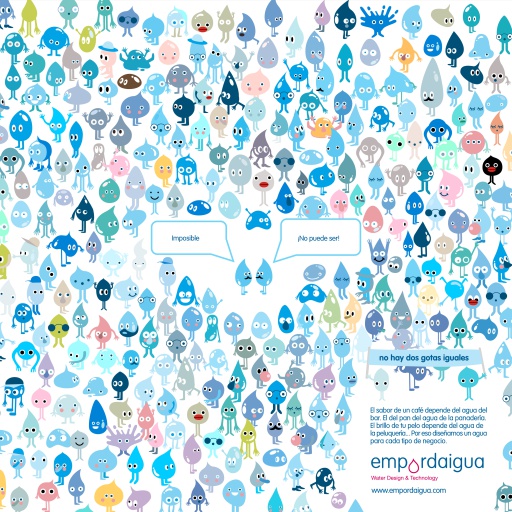 Imposible
¡No puede ser!
no hay dos gotas iguales
El sabor de un café depende del agua del
bar. El del pan del agua de la panadería.
El brillo de tu pelo depende del agua de
la peluquería... Por eso diseñamos un agua
para cada tipo de negocio.
empordaigua
Water Design & Technology
www.empordaigua.com